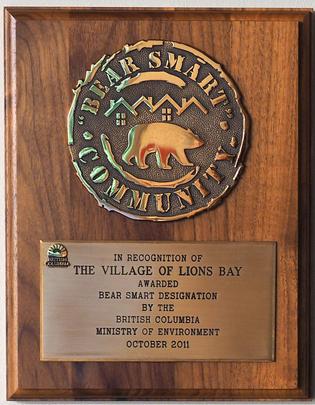 "BEAR SMART"
COMMUNITY
BRITISH
COLUMBIA
IN RECOGNITION OF
THE VILLAGE OF LIONS BAY
AWARDED
BEAR SMART DESIGNATION
BY THE
BRITISH COLUMBIA
MINISTRY OF ENVIRONMENT
OCTOBER 2011